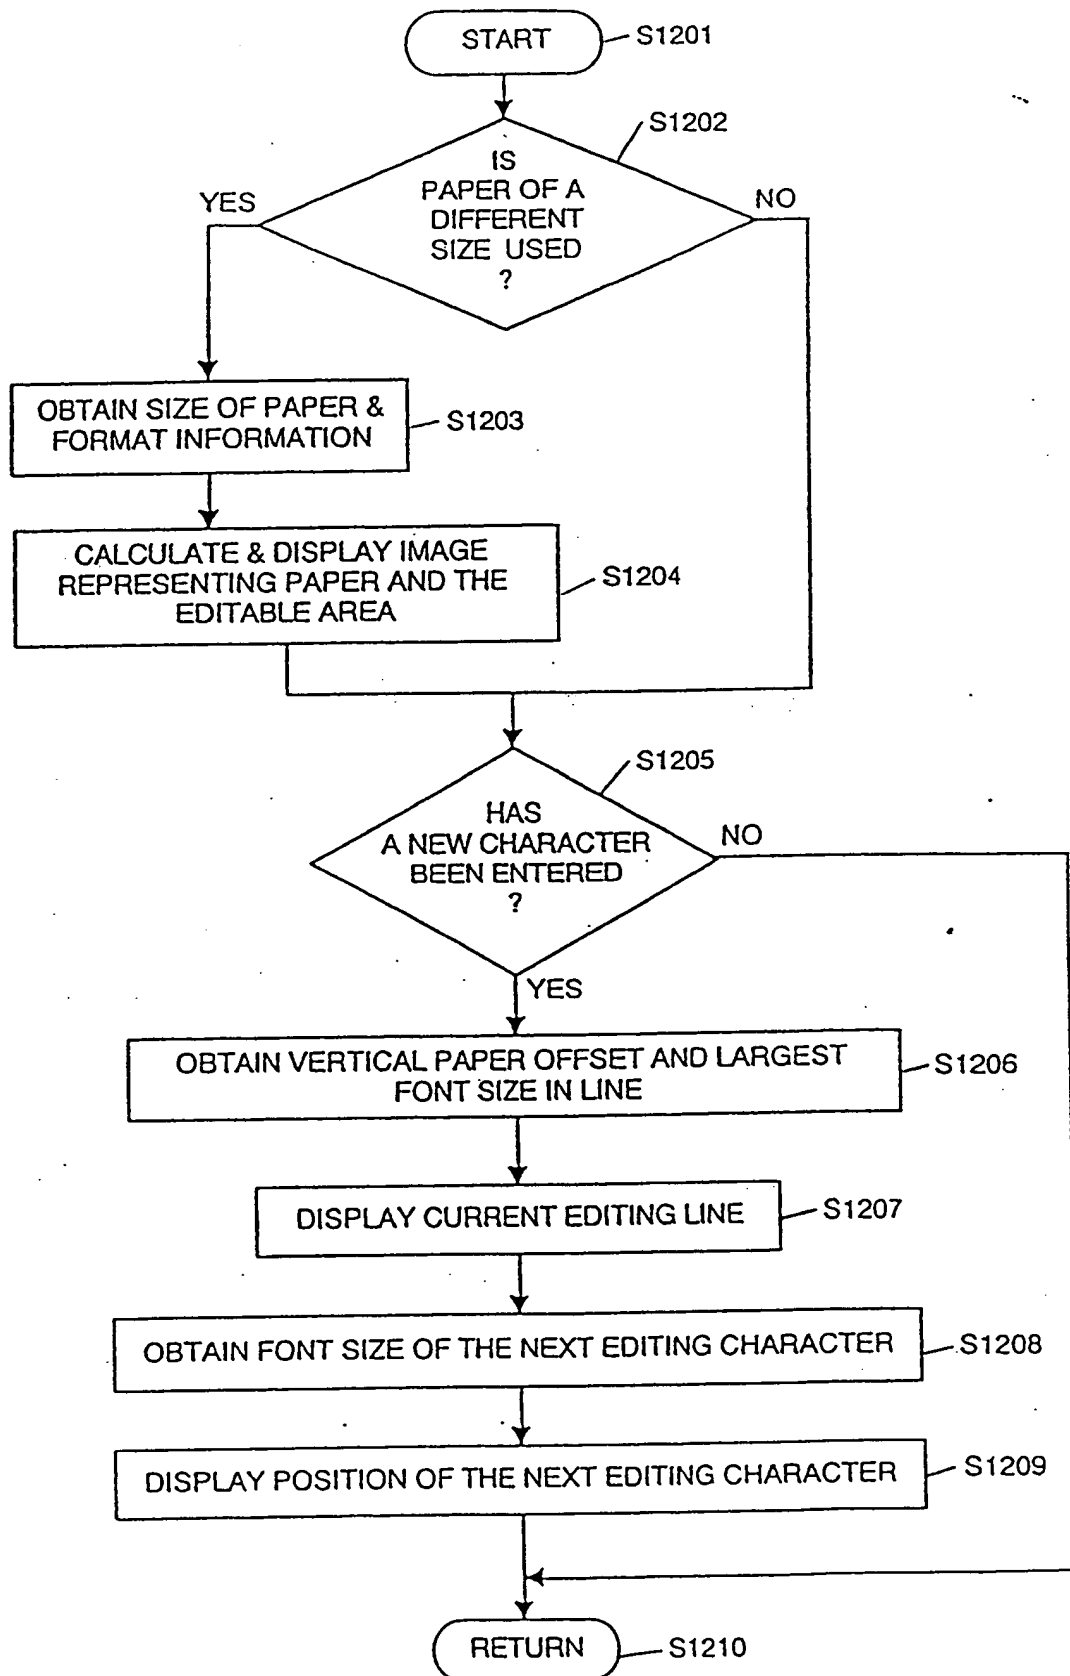 START
S1201
S1202
IS
PAPER OF A
DIFFERENT
SIZE USED
?
YES
NO
OBTAIN SIZE OF PAPER &
FORMAT INFORMATION
S1203
CALCULATE & DISPLAY IMAGE
REPRESENTING PAPER AND THE
EDITABLE AREA
S1204
S1205
HAS
A NEW CHARACTER
BEEN ENTERED
?
NO
YES
OBTAIN VERTICAL PAPER OFFSET AND LARGEST
FONT SIZE IN LINE
S1206
DISPLAY CURRENT EDITING LINE
S1207
OBTAIN FONT SIZE OF THE NEXT EDITING CHARACTER
S1208
DISPLAY POSITION OF THE NEXT EDITING CHARACTER
S1209
RETURN
S1210